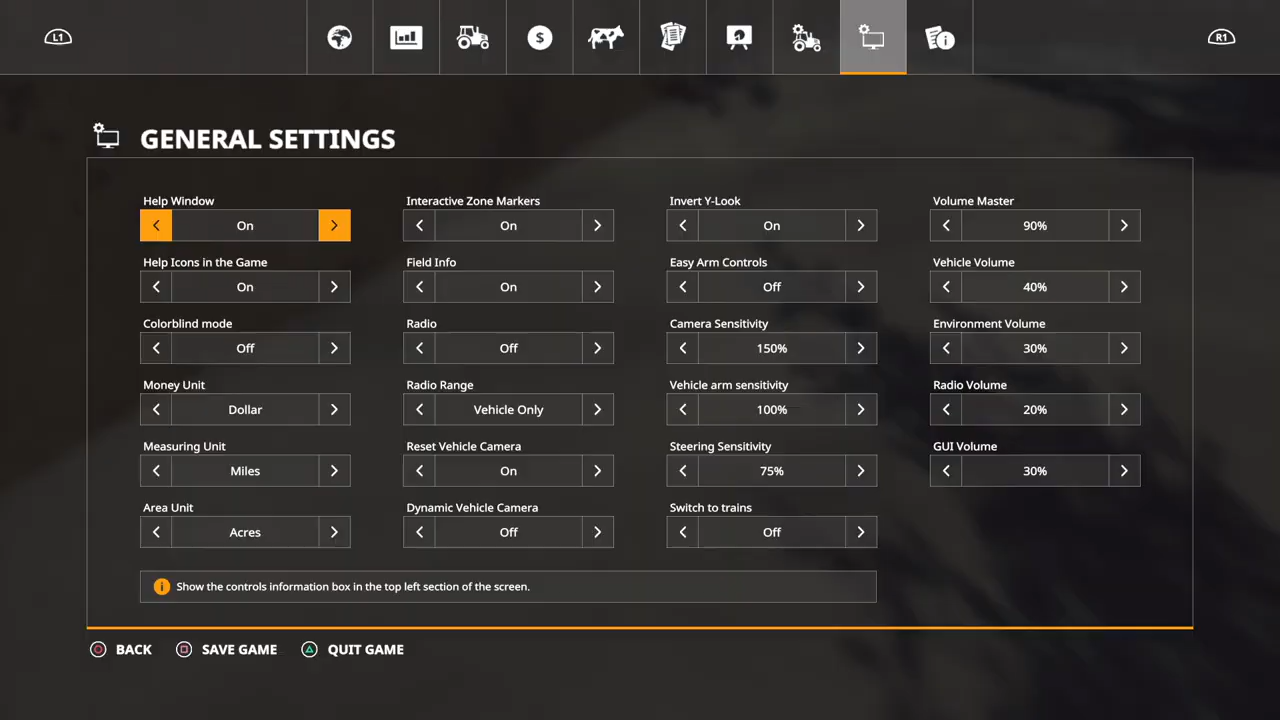 L1
R1
GENERAL SETTINGS
Help Window
On
Help Icons in the Game
On
Colorblind mode
Off
Money Unit
Dollar
Measuring Unit
Miles
Area Unit
Acres
Interactive Zone Markers
On
Field Info
On
Radio
Off
Radio Range
Vehicle Only
Reset Vehicle Camera
On
Dynamic Vehicle Camera
Off
Invert Y-Look
On
Easy Arm Controls
Off
Camera Sensitivity
150%
Vehicle arm sensitivity
100%
Steering Sensitivity
75%
Switch to trains
Off
Volume Master
90%
Vehicle Volume
40%
Environment Volume
30%
Radio Volume
20%
GUI Volume
30%
Show the controls information box in the top left section of the screen.
BACK SAVE GAME QUIT GAME